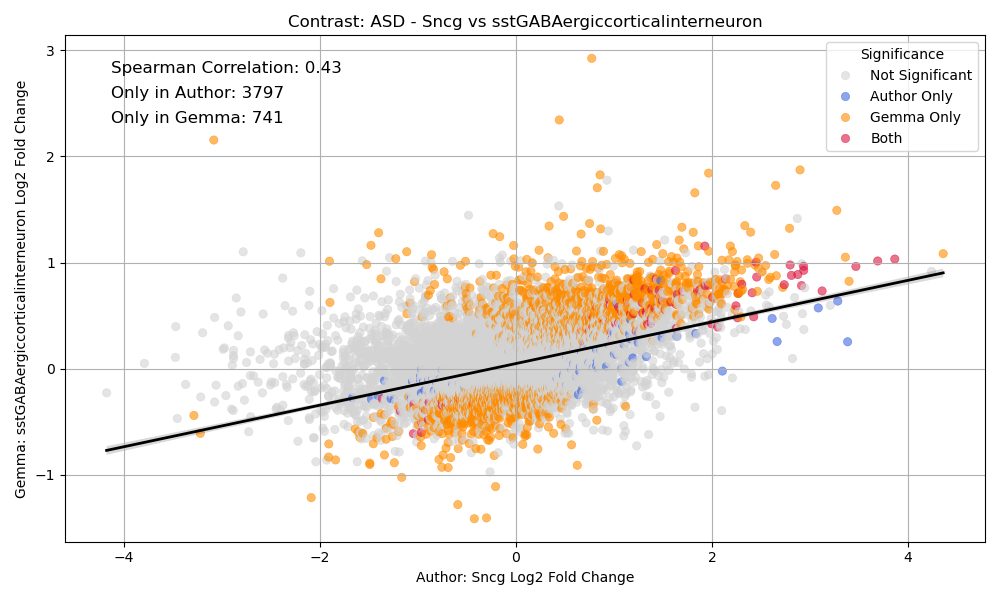 Contrast: ASD - Sncg vs sstGABAergiccorticalinterneuron
Spearman Correlation: 0.43
Only in Author: 3797
Only in Gemma: 741
Significance
Not Significant
Author Only
Gemma Only
Both
Gemma: sstGABAergiccorticalinterneuron Log2 Fold Change
3
2
1
0
−1
−4
−2
0
2
4
Author: Sncg Log2 Fold Change